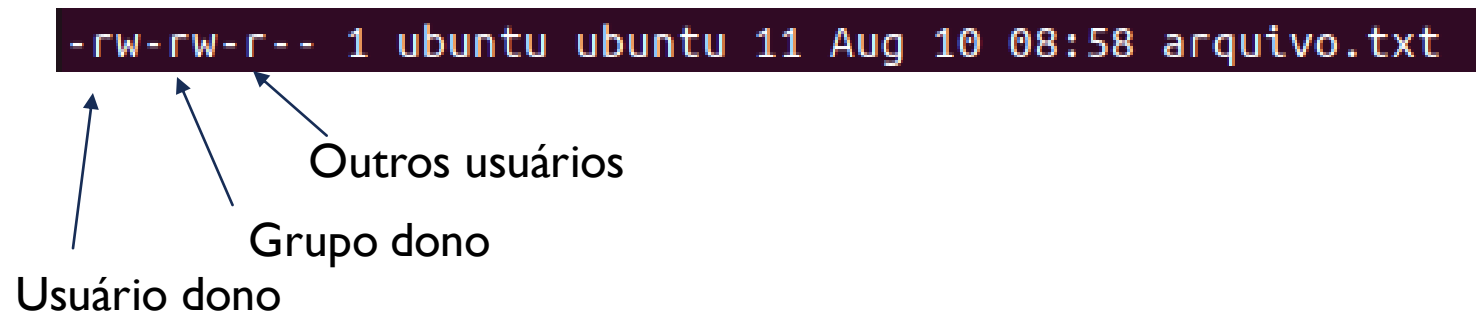 -rw-rw-r-- 1 ubuntu ubuntu 11 Aug 10 08:58 arquivo.txt
Outros usuários
Grupo dono
Usuário dono